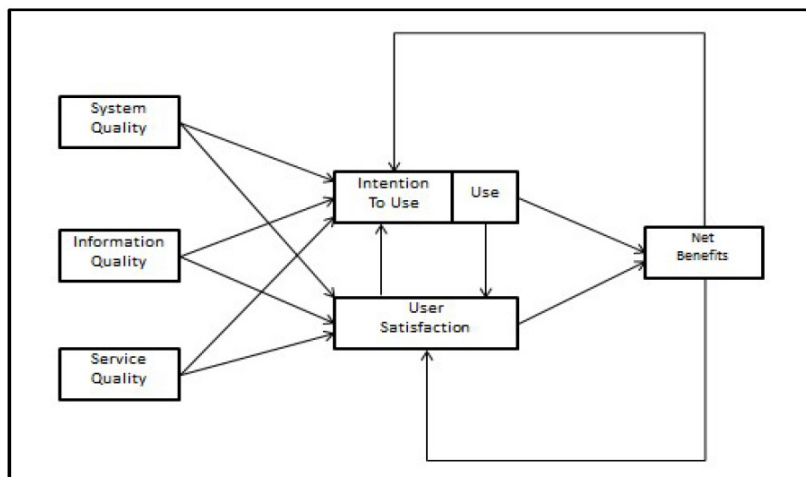 System
Quality
Intention
To Use
Use
Information
Quality
Net
Benefits
User
Satisfaction
Service
Quality